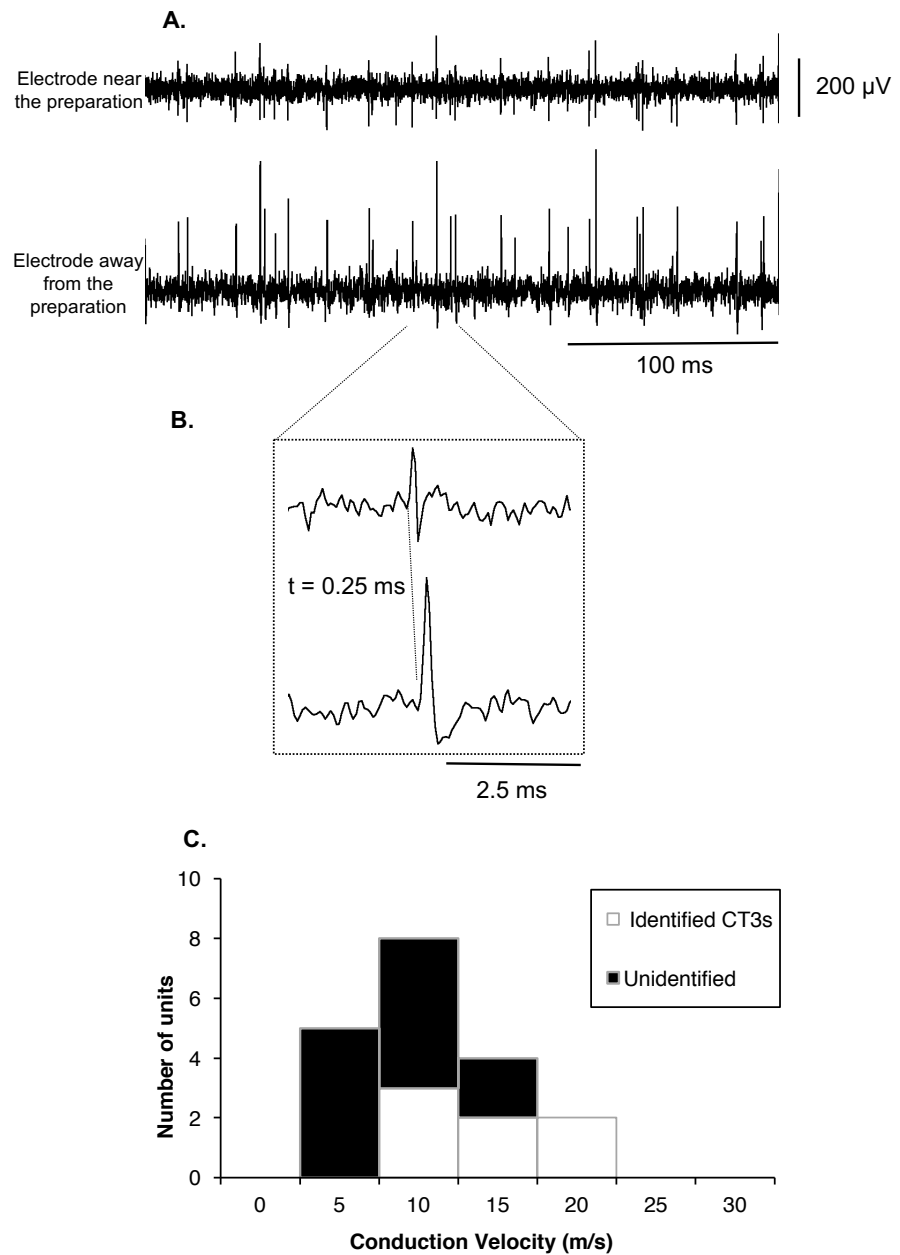 A.
Electrode near
the preparation
200 µV
Electrode away
from the
preparation
100 ms
B.
t = 0.25 ms
2.5 ms
C.
10
8
6
4
2
0
Number of units
Identified CT3s
Unidentified
0 5 10 15 20 25 30
Conduction Velocity (m/s)